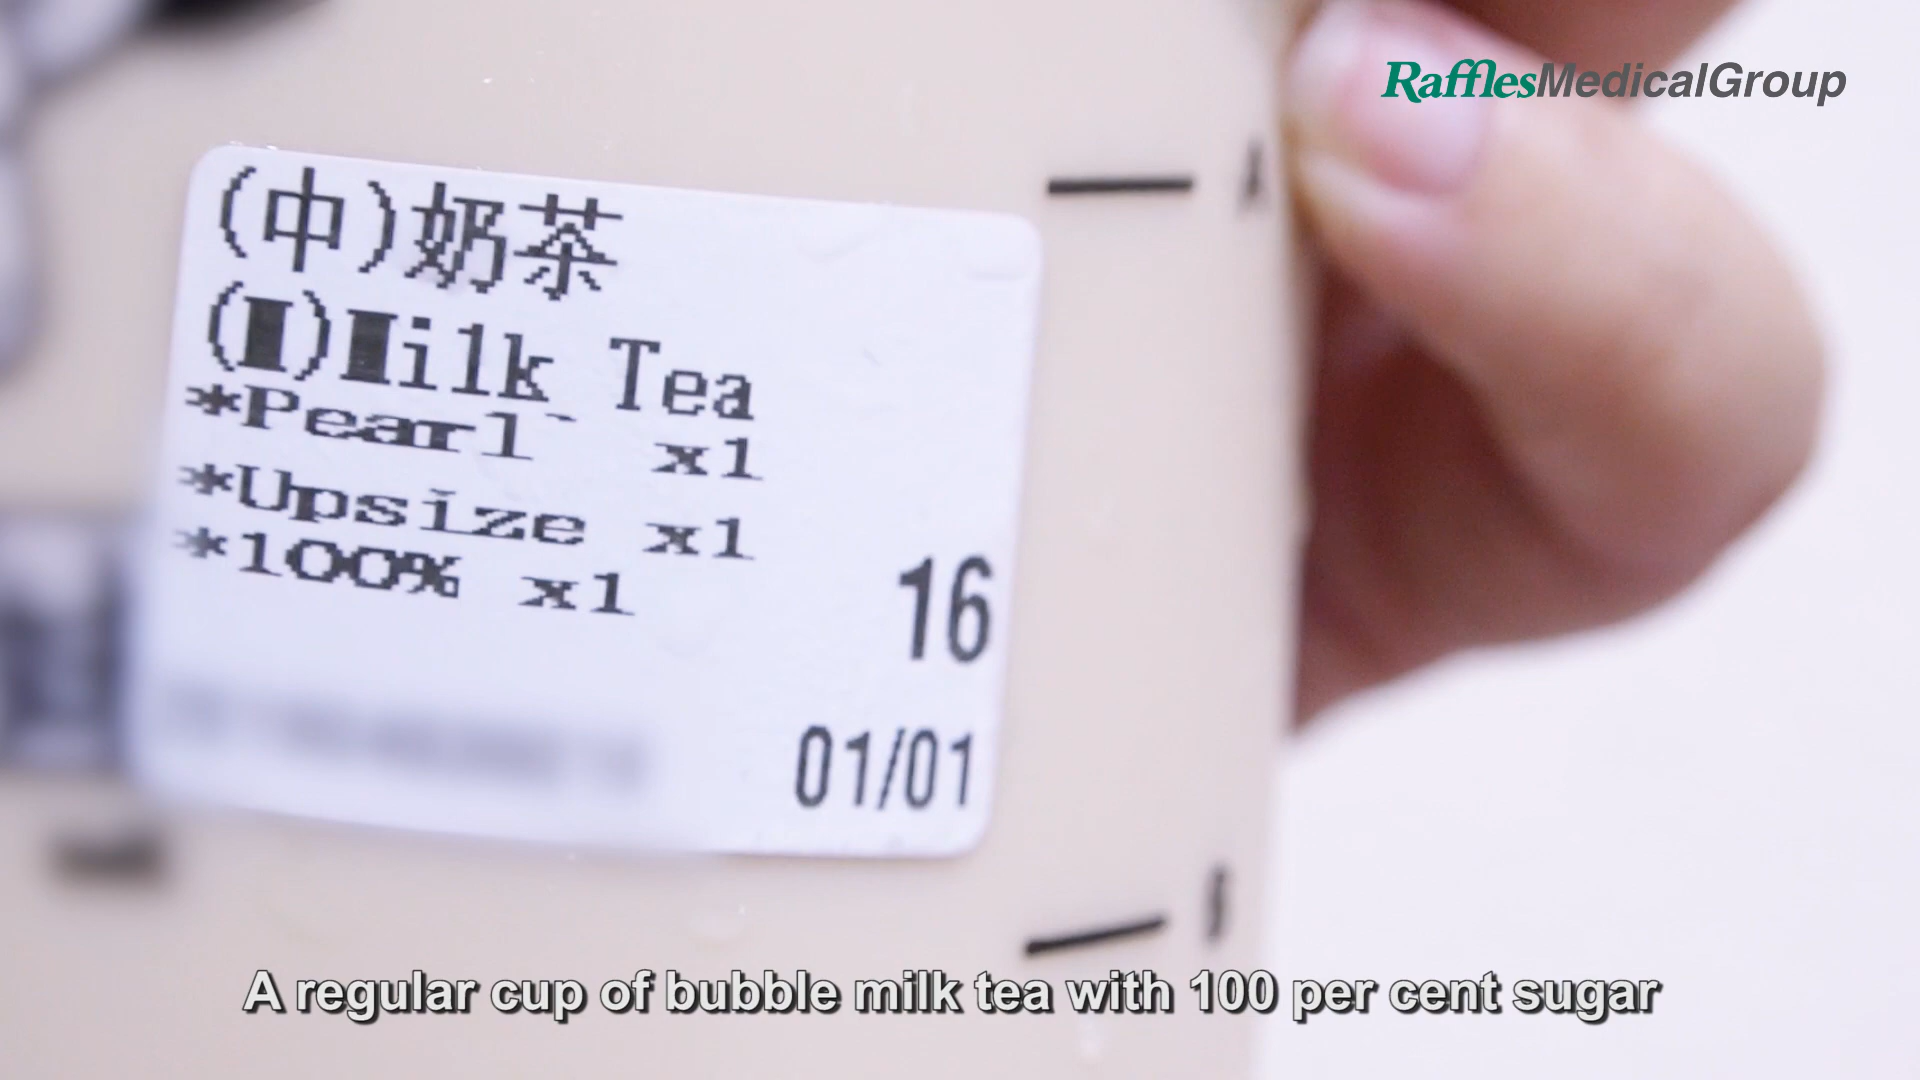 RafflesMedicalGroup
(中)奶茶
(M)Milk Tea
*Pearl x1
*Upsize x1
*100% x1
16
01/01
A regular cup of bubble milk tea with 100 per cent sugar